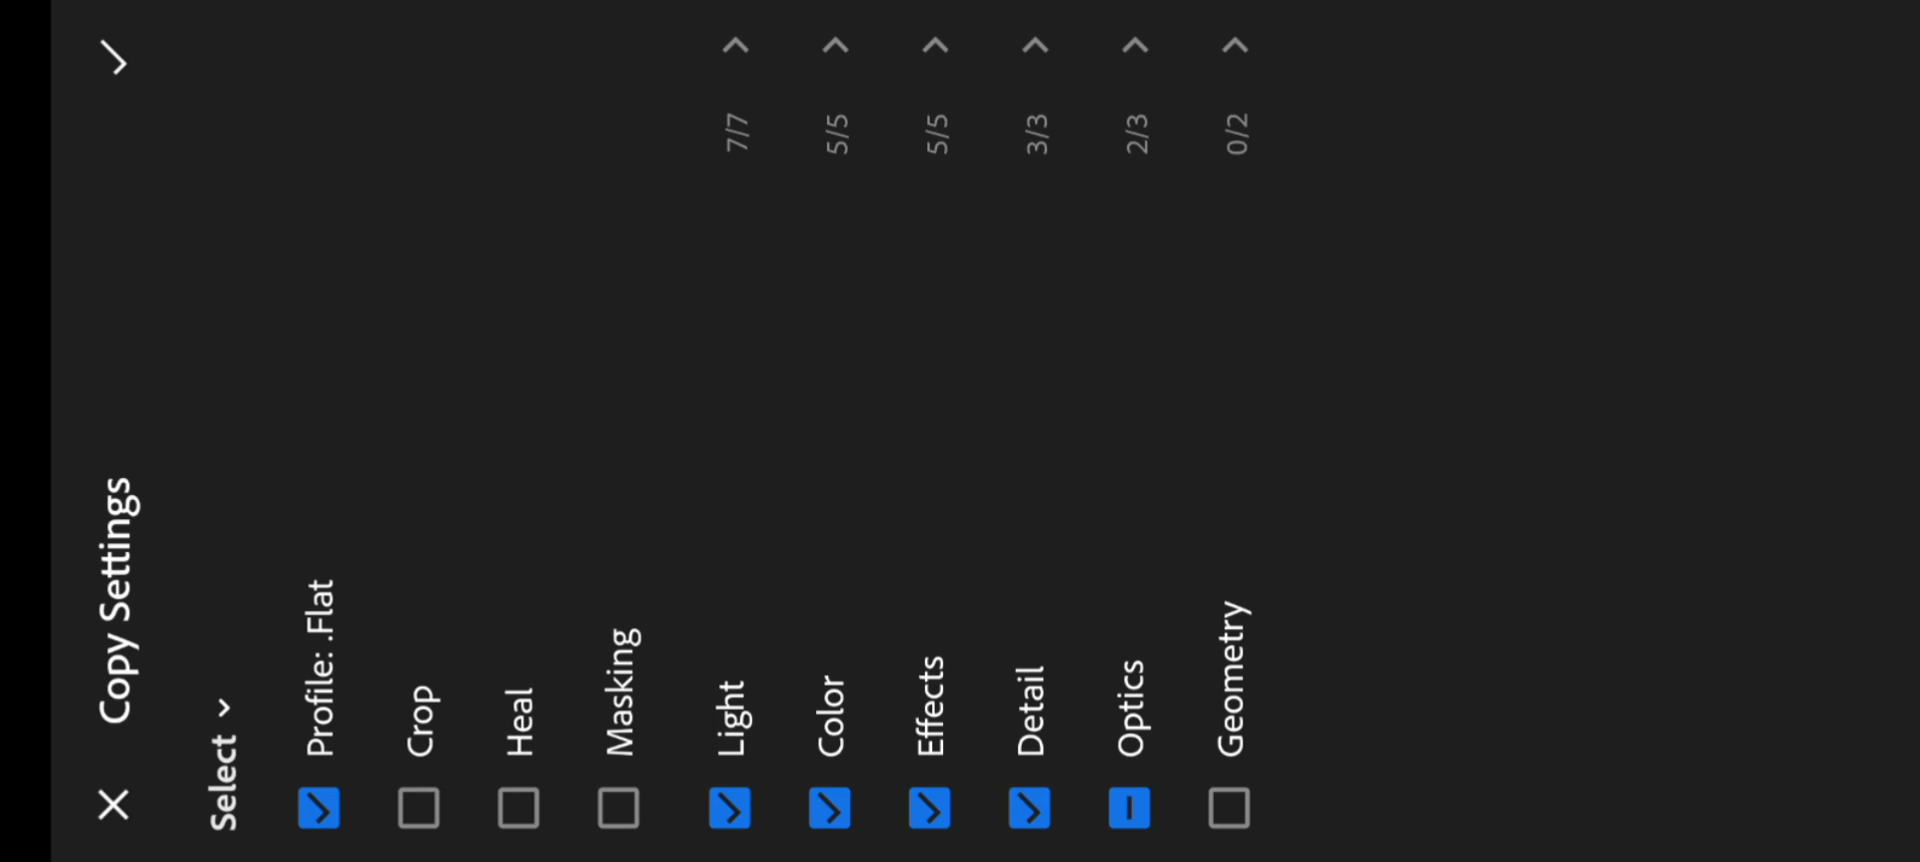 Copy Settings
Select
Profile: .Flat
Crop
Heal
Masking
Light 7/7
Color 5/5
Effects 5/5
Detail 3/3
Optics 2/3
Geometry 0/2